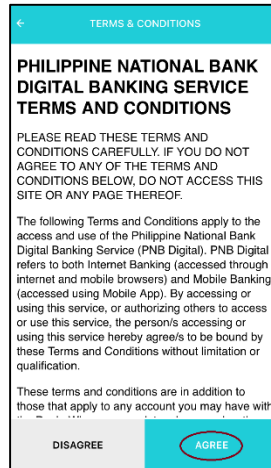 TERMS & CONDITIONS
PHILIPPINE NATIONAL BANK
DIGITAL BANKING SERVICE
TERMS AND CONDITIONS
PLEASE READ THESE TERMS AND
CONDITIONS CAREFULLY. IF YOU DO NOT
AGREE TO ANY OF THE TERMS AND
CONDITIONS BELOW, DO NOT ACCESS THIS
SITE OR ANY PAGE THEREOF.
The following Terms and Conditions apply to the
access and use of the Philippine National Bank
Digital Banking Service (PNB Digital). PNB Digital
refers to both Internet Banking (accessed through
internet and mobile browsers) and Mobile Banking
(accessed using Mobile App). By accessing or
using this service, or authorizing others to access
or use this service, the person/s accessing or
using this service hereby agree/s to be bound by
these Terms and Conditions without limitation or
qualification.
These terms and conditions are in addition to
those that apply to any account you may have with
DISAGREE
AGREE